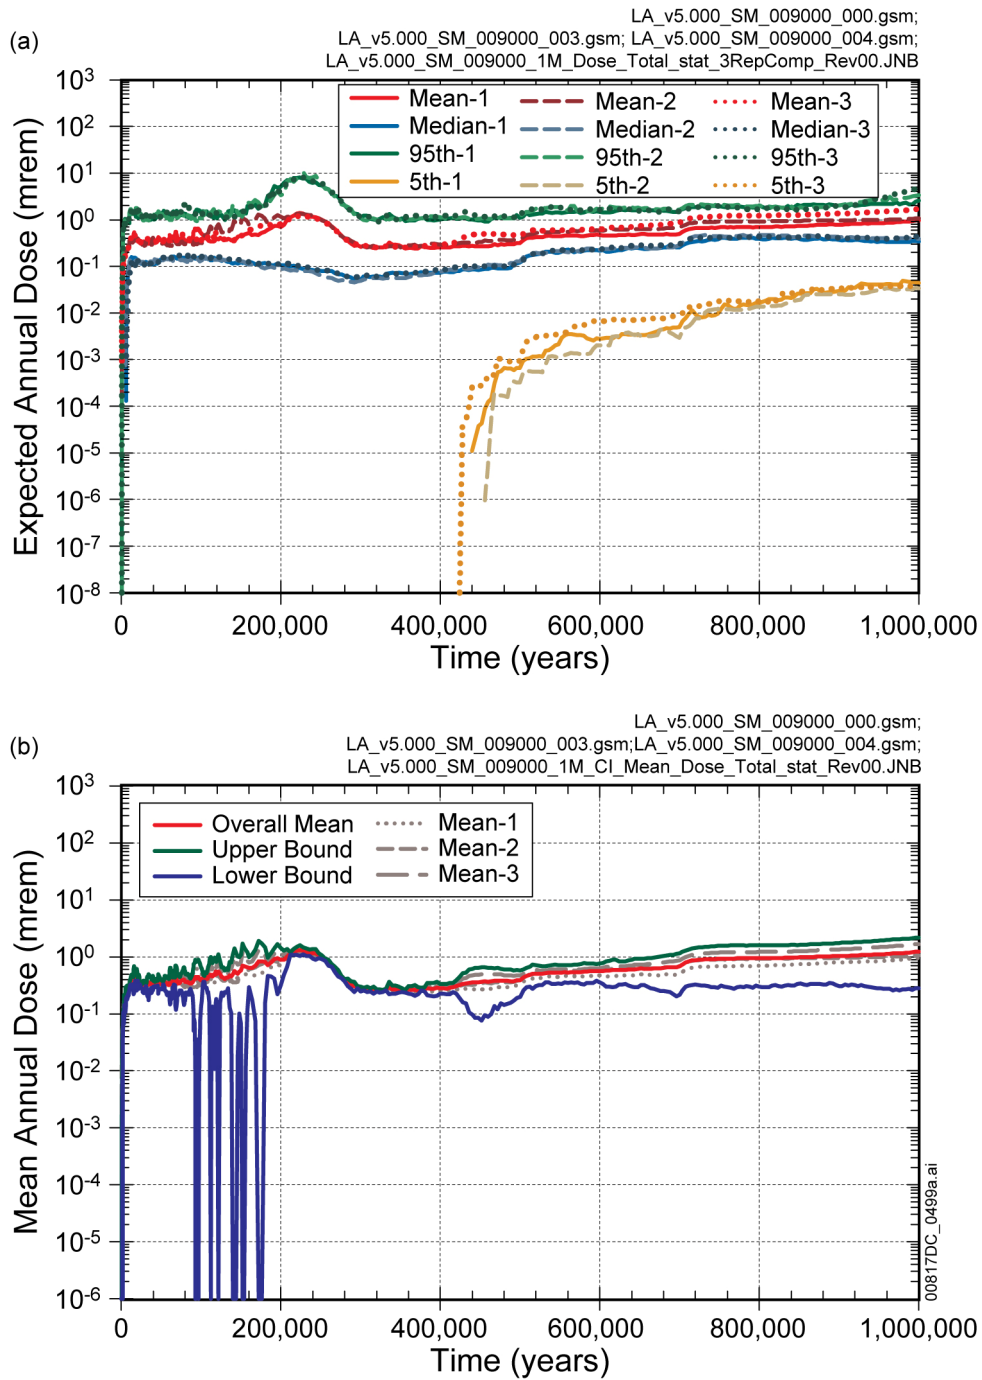 LA_v5.000_SM_009000_000.gsm;
(a)
LA_v5.000_SM_009000_003.gsm; LA_v5.000_SM_009000_004.gsm;
LA_v5.000_SM_009000_1M_Dose_Total_stat_3RepComp_Rev00.JNB
Expected Annual Dose (mrem)
10³
10²
10¹
10⁰
10⁻¹
10⁻²
10⁻³
10⁻⁴
10⁻⁵
10⁻⁶
10⁻⁷
10⁻⁸
Mean-1 Mean-2 Mean-3
Median-1 Median-2 Median-3
95th-1 95th-2 95th-3
5th-1 5th-2 5th-3
0 200,000 400,000 600,000 800,000 1,000,000
Time (years)
LA_v5.000_SM_009000_000.gsm;
(b)
LA_v5.000_SM_009000_003.gsm;LA_v5.000_SM_009000_004.gsm;
LA_v5.000_SM_009000_1M_CI_Mean_Dose_Total_stat_Rev00.JNB
Mean Annual Dose (mrem)
10³
10²
10¹
10⁰
10⁻¹
10⁻²
10⁻³
10⁻⁴
10⁻⁵
10⁻⁶
Overall Mean Mean-1
Upper Bound Mean-2
Lower Bound Mean-3
00817DC_0499a.ai
0 200,000 400,000 600,000 800,000 1,000,000
Time (years)